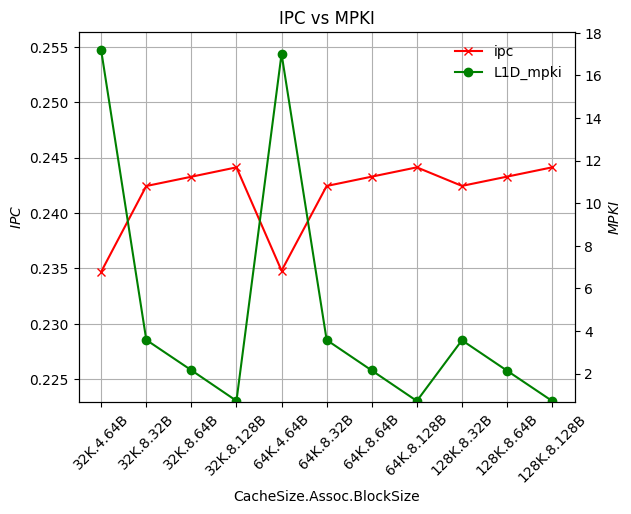 IPC vs MPKI
ipc
L1D_mpki
0.255
0.250
0.245
0.240
0.235
0.230
0.225
IPC
18
16
14
12
10
8
6
4
2
MPKI
32K.4.64B
32K.8.32B
32K.8.64B
32K.8.128B
64K.4.64B
64K.8.32B
64K.8.64B
64K.8.128B
128K.8.32B
128K.8.64B
128K.8.128B
CacheSize.Assoc.BlockSize